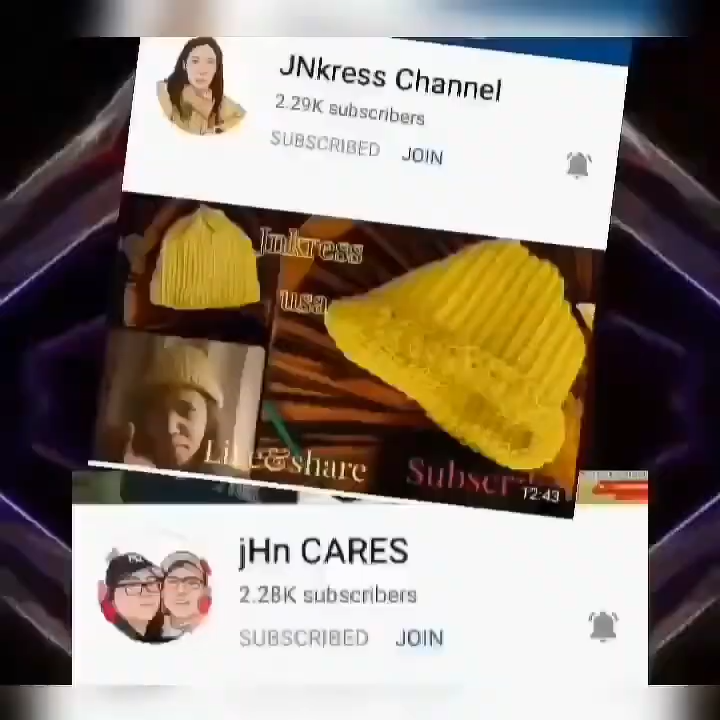 JNkress Channel
2.29K subscribers
SUBSCRIBED JOIN
Jnkress
usa
Like&share
Subscribe
12:43
jHn CARES
2.28K subscribers
SUBSCRIBED JOIN